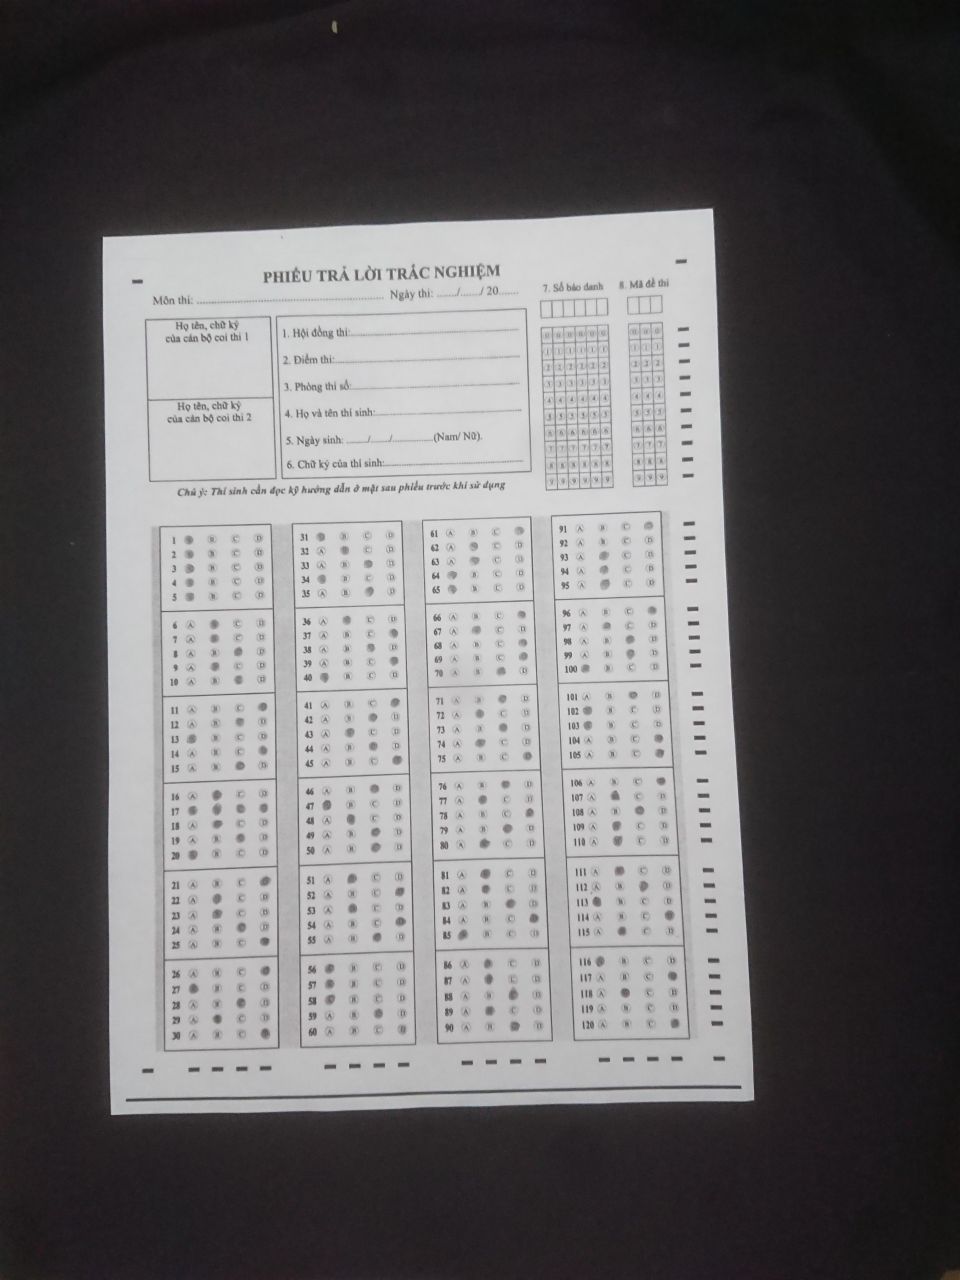 PHIẾU TRẢ LỜI TRẮC NGHIỆM
Môn thi: ........ Ngày thi: ....../....../ 20......
7. Số báo danh
8. Mã đề thi
Họ tên, chữ ký
của cán bộ coi thi 1
Họ tên, chữ ký
của cán bộ coi thi 2
1. Hội đồng thi:
2. Điểm thi:
3. Phòng thi số:
4. Họ và tên thí sinh:
5. Ngày sinh: ....../....../............(Nam/ Nữ).
6. Chữ ký của thí sinh:
Chú ý: Thí sinh cần đọc kỹ hướng dẫn ở mặt sau phiếu trước khi sử dụng
0 0 0 0 0 0
1 1 1 1 1 1
2 2 2 2 2 2
3 3 3 3 3 3
4 4 4 4 4 4
5 5 5 5 5 5
6 6 6 6 6 6
7 7 7 7 7 7
8 8 8 8 8 8
9 9 9 9 9 9
0 0 0
1 1 1
2 2 2
3 3 3
4 4 4
5 5 5
6 6 6
7 7 7
8 8 8
9 9 9
1 B C D
2 B C D
3 B C D
4 B C D
5 B C D
6 A C D
7 A C D
8 A B D
9 A C D
10 A B D
11 A B C
12 A B D
13 B C D
14 A B C
15 A B D
16 A C D
17
18 A C D
19 A B D
20 B C D
21 A B C
22 A C D
23 A C D
24 A B D
25 A B C
26 A B C
27 B C D
28 A B D
29 A C D
30 A B C
31 B C D
32 A C D
33 A B D
34 B C D
35 A B D
36 A C D
37 A B C
38 A B D
39 A B C
40 B C D
41 A B C
42 A B D
43 A C D
44 A B D
45 A B C
46 A B D
47 B C D
48 A C D
49 A B D
50 A B D
51 A C D
52 A B C
53 A C D
54 A B C
55 A B D
56 B C D
57 B C D
58 B C D
59 A B D
60 A B C D
61 A B C
62 A C D
63 A C D
64 B C D
65 B C D
66 A B C
67 A C D
68 A B C
69 A B C
70 A B D
71 A B D
72 A C D
73 A B D
74 A C D
75 A B C
76 A B D
77 A C D
78 A B C
79 A B D
80 A C D
81 A C D
82 A C D
83 A B D
84 A B C
85 B C D
86 A C D
87 A C D
88 A B D
89 A C D
90 A B D
91 A B C
92 A B C D
93 A C D
94 A C D
95 A C D
96 A B C
97 A C D
98 A B D
99 A B D
100 B C D
101 A B D
102 B C D
103 B C D
104 A B C
105 A B C
106 A B C
107 A C D
108 A B D
109 A C D
110 A C D
111 A C D
112 A B D
113 B C D
114 A B C
115 A C D
116 B C D
117 A B C
118 A C D
119 A B C D
120 A B C